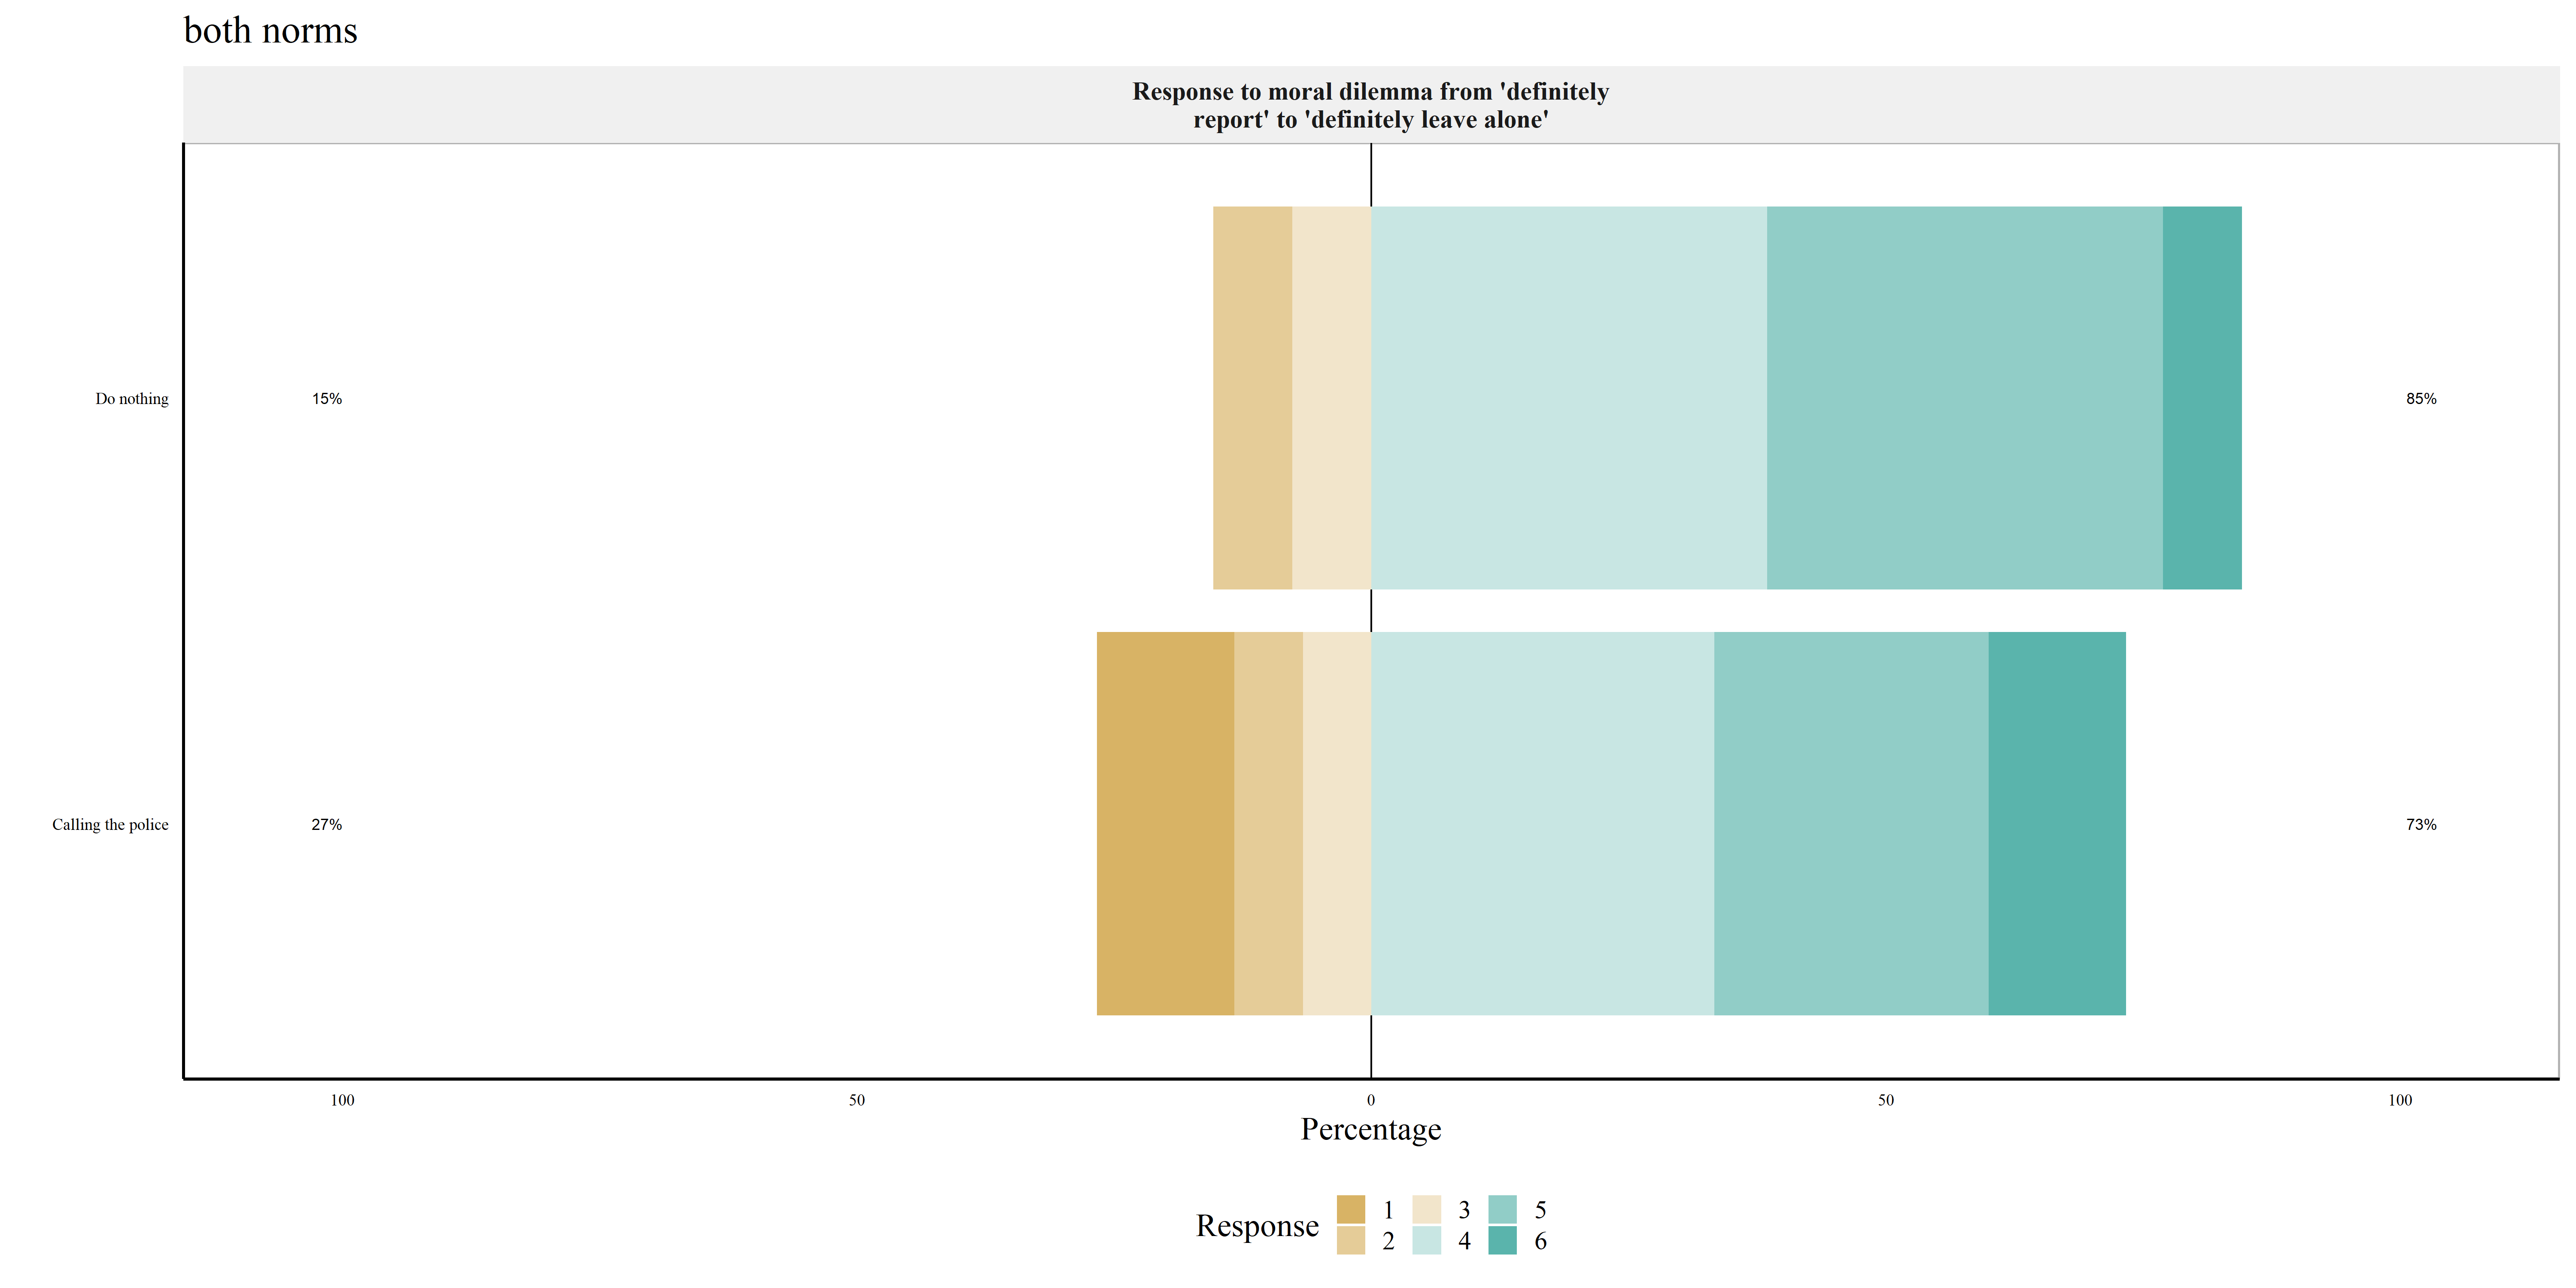 both norms
Response to moral dilemma from 'definitely
report' to 'definitely leave alone'
Do nothing
15%
85%
Calling the police
27%
73%
100
50
0
50
100
Percentage
Response
1
3
5
2
4
6